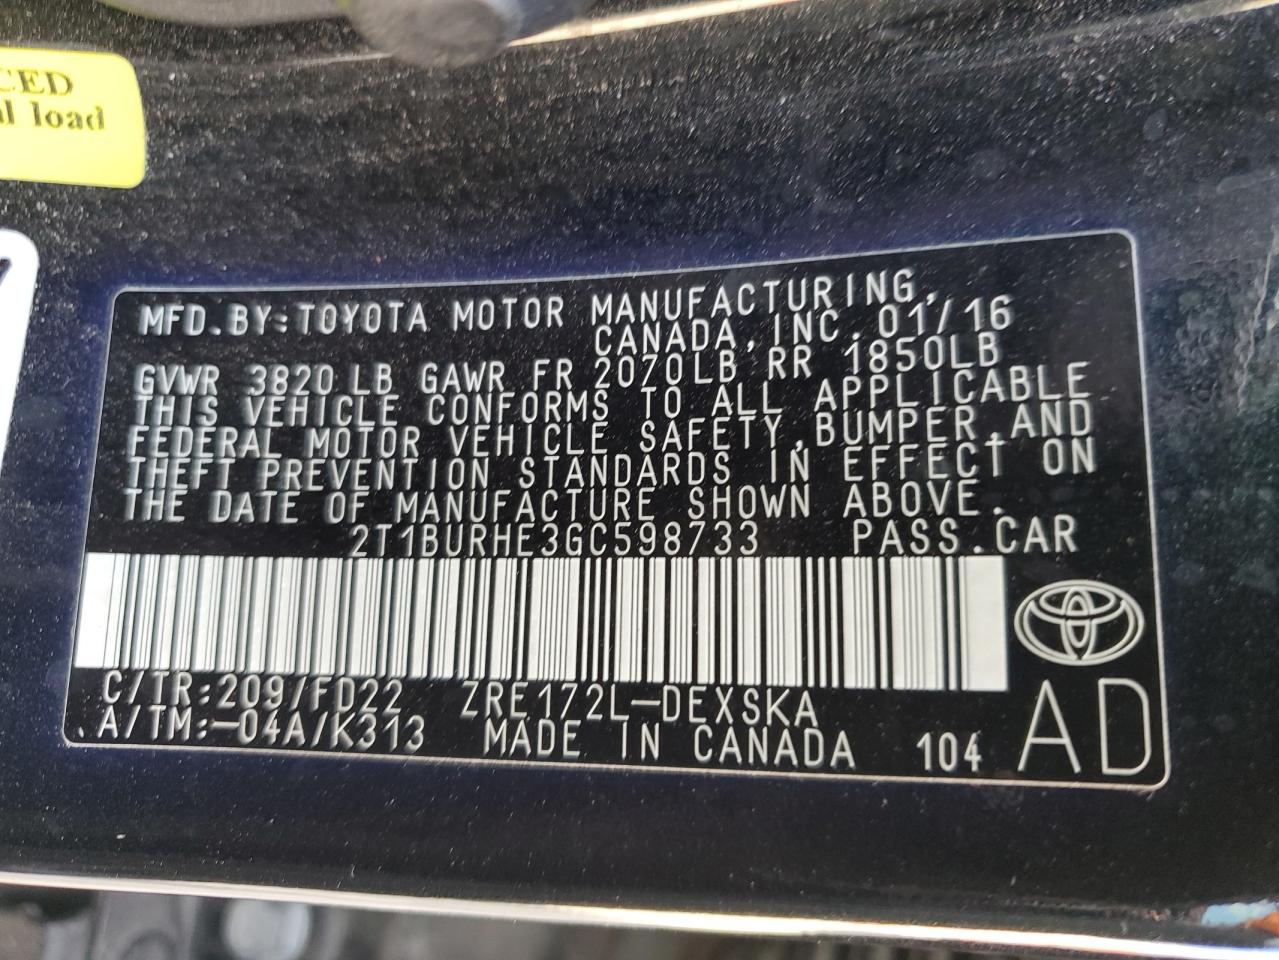 CED
al load
MFD.BY:TOYOTA MOTOR MANUFACTURING,
CANADA,INC.01/16
GVWR 3820LB GAWR FR 2070LB RR 1850LB
THIS VEHICLE CONFORMS TO ALL APPLICABLE
FEDERAL MOTOR VEHICLE SAFETY,BUMPER,AND
THEFT PREVENTION STANDARDS IN EFFECT ON
THE DATE OF MANUFACTURE SHOWN ABOVE.
2T1BURHE3GC598733 PASS.CAR
C/TR:209/FD22 ZRE172L-DEXSKA
A/TM:-04A/K313 MADE IN CANADA 104 AD